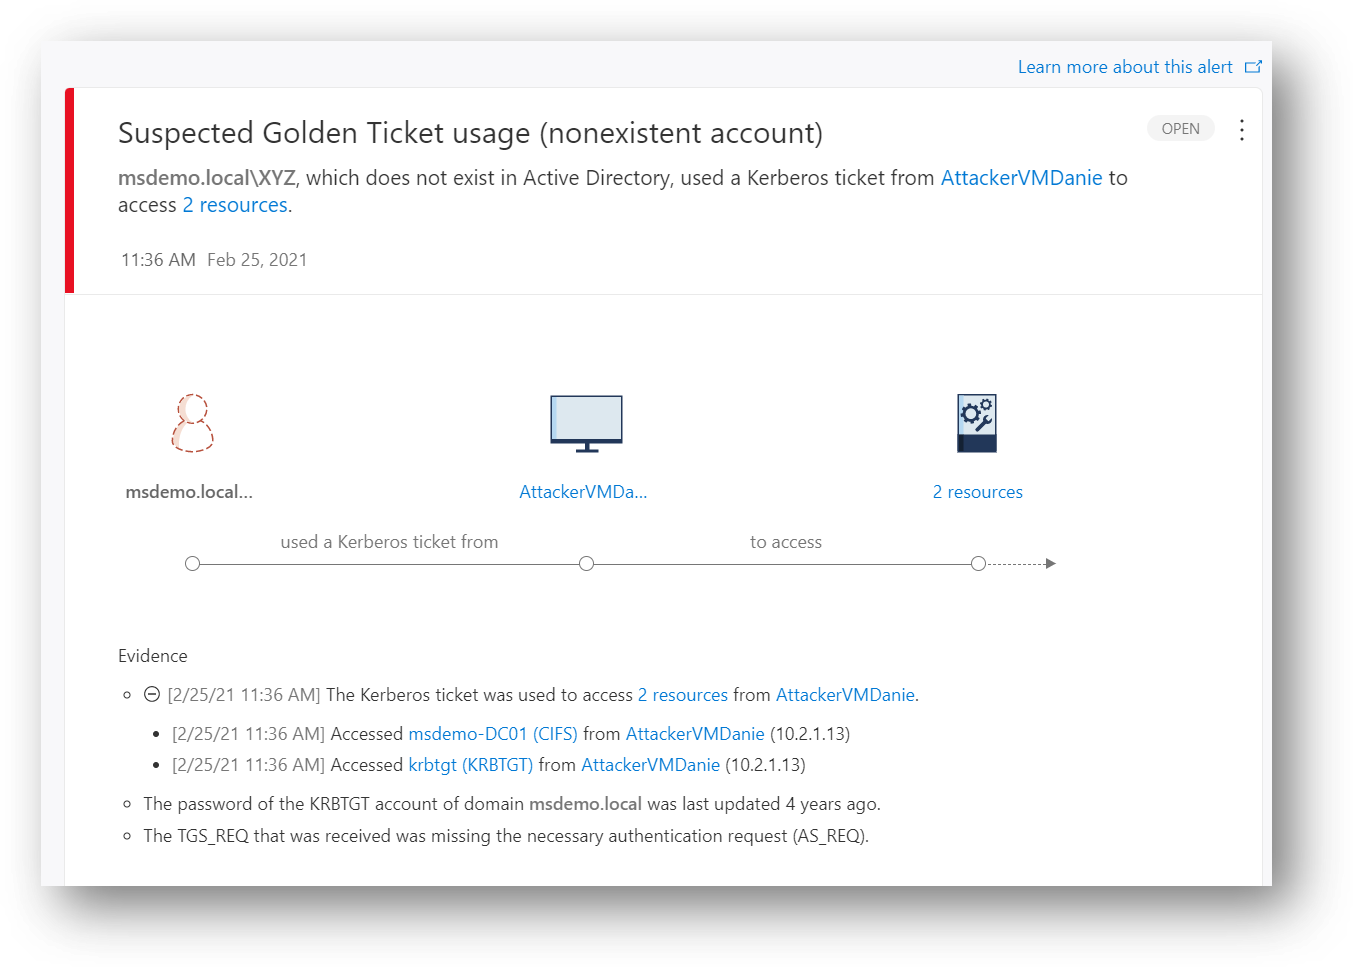 Learn more about this alert
Suspected Golden Ticket usage (nonexistent account)
OPEN
msdemo.local\XYZ, which does not exist in Active Directory, used a Kerberos ticket from AttackerVMDanie to
access 2 resources.
11:36 AM Feb 25, 2021
msdemo.local...
AttackerVMDa...
2 resources
used a Kerberos ticket from
to access
Evidence
[2/25/21 11:36 AM] The Kerberos ticket was used to access 2 resources from AttackerVMDanie.
[2/25/21 11:36 AM] Accessed msdemo-DC01 (CIFS) from AttackerVMDanie (10.2.1.13)
[2/25/21 11:36 AM] Accessed krbtgt (KRBTGT) from AttackerVMDanie (10.2.1.13)
The password of the KRBTGT account of domain msdemo.local was last updated 4 years ago.
The TGS_REQ that was received was missing the necessary authentication request (AS_REQ).